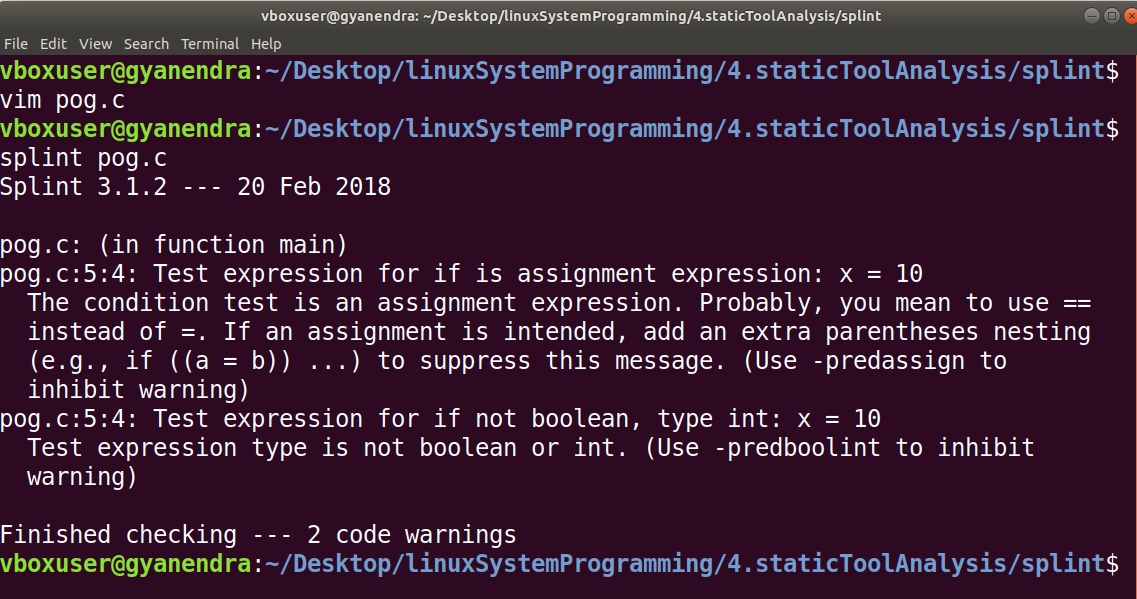 vboxuser@gyanendra: ~/Desktop/linuxSystemProgramming/4.staticToolAnalysis/splint
File Edit View Search Terminal Help
vboxuser@gyanendra:~/Desktop/linuxSystemProgramming/4.staticToolAnalysis/splint$
vim pog.c
vboxuser@gyanendra:~/Desktop/linuxSystemProgramming/4.staticToolAnalysis/splint$
splint pog.c
Splint 3.1.2 --- 20 Feb 2018
pog.c: (in function main)
pog.c:5:4: Test expression for if is assignment expression: x = 10
  The condition test is an assignment expression. Probably, you mean to use ==
  instead of =. If an assignment is intended, add an extra parentheses nesting
  (e.g., if ((a = b)) ...) to suppress this message. (Use -predassign to
  inhibit warning)
pog.c:5:4: Test expression for if not boolean, type int: x = 10
  Test expression type is not boolean or int. (Use -predboolint to inhibit
  warning)
Finished checking --- 2 code warnings
vboxuser@gyanendra:~/Desktop/linuxSystemProgramming/4.staticToolAnalysis/splint$